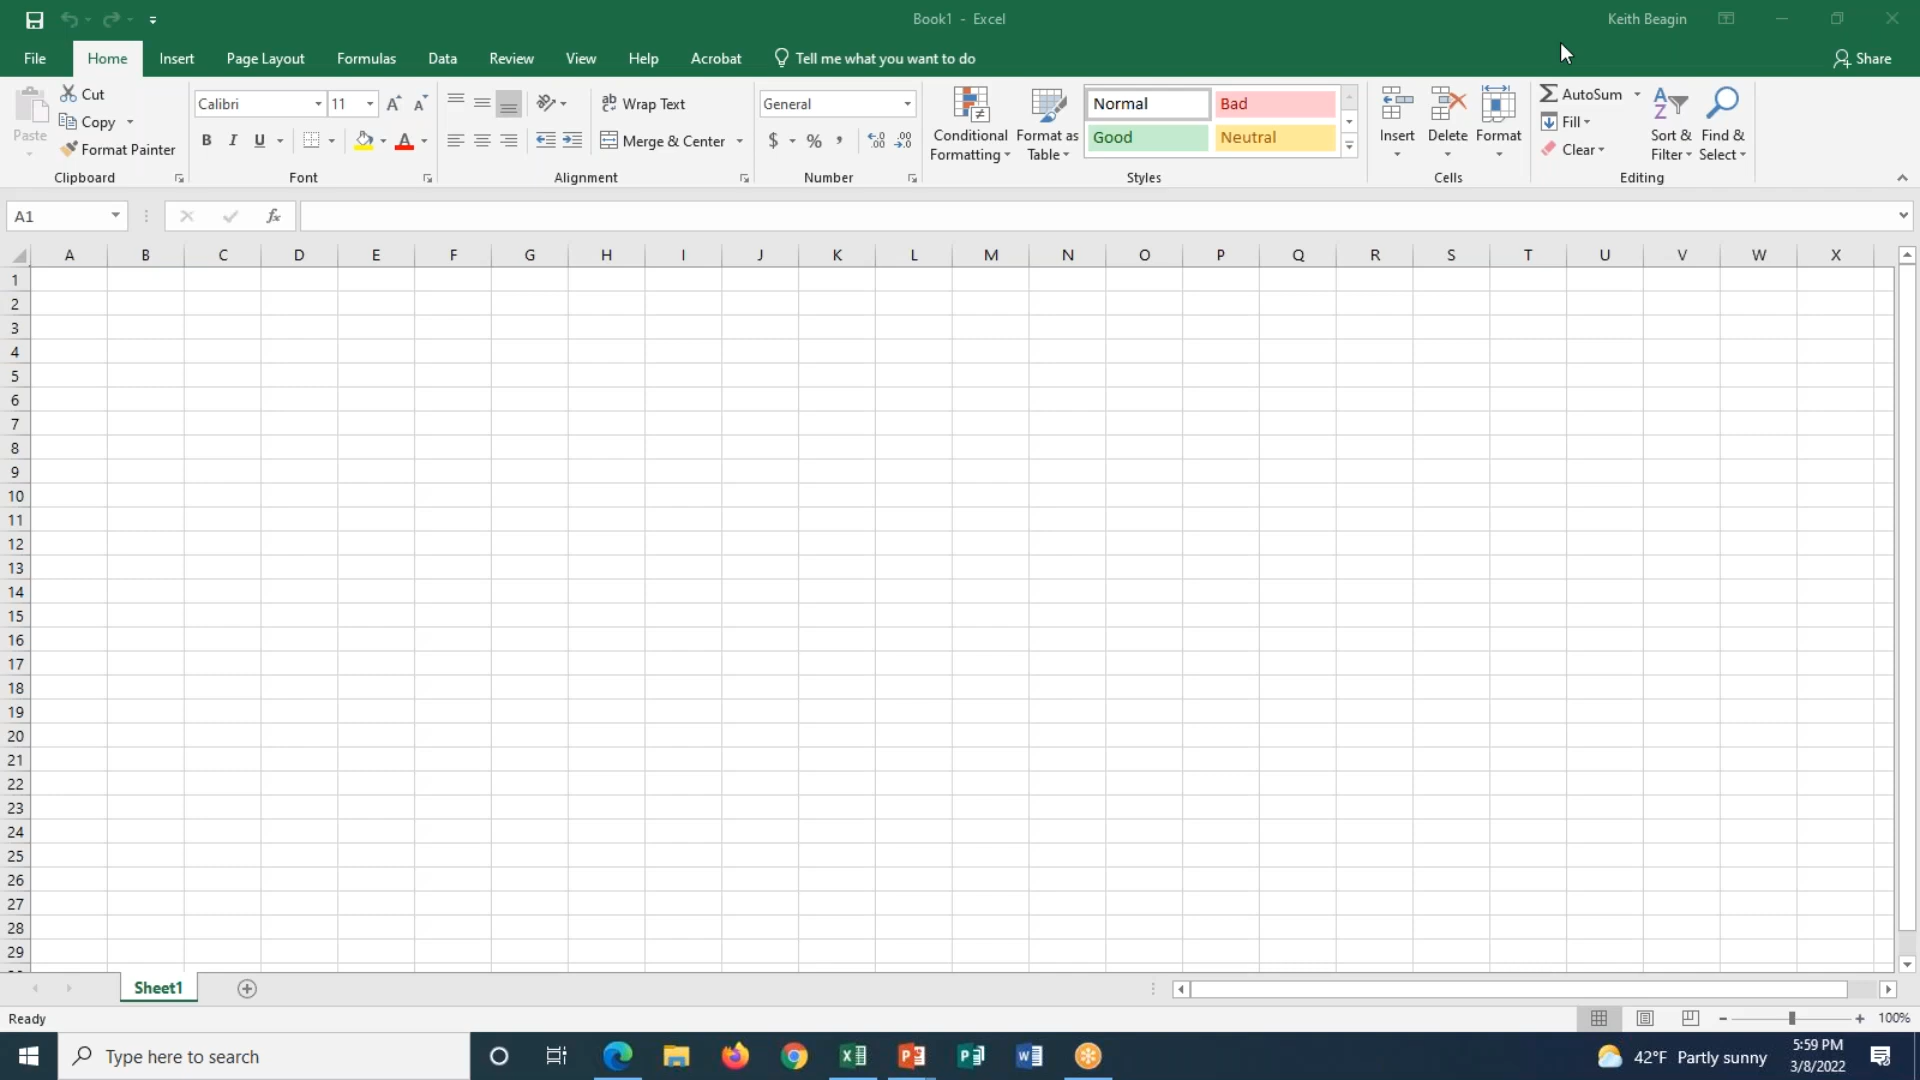 Book1 - Excel
Keith Beagin
File Home Insert Page Layout Formulas Data Review View Help Acrobat Tell me what you want to do Share
Paste
Cut
Copy
Format Painter
Clipboard
Calibri 11
B I U A
Font
ab Wrap Text
Merge & Center
Alignment
General
$ % , .00 .00
Number
Conditional Formatting
Format as Table
Normal Bad
Good Neutral
Styles
Insert Delete Format
Cells
AutoSum
Fill
Clear
Sort & Filter
Find & Select
Editing
A1 fx
A B C D E F G H I J K L M N O P Q R S T U V W X
1
2
3
4
5
6
7
8
9
10
11
12
13
14
15
16
17
18
19
20
21
22
23
24
25
26
27
28
29
Sheet1
Ready
100%
Type here to search
42°F Partly sunny
5:59 PM
3/8/2022